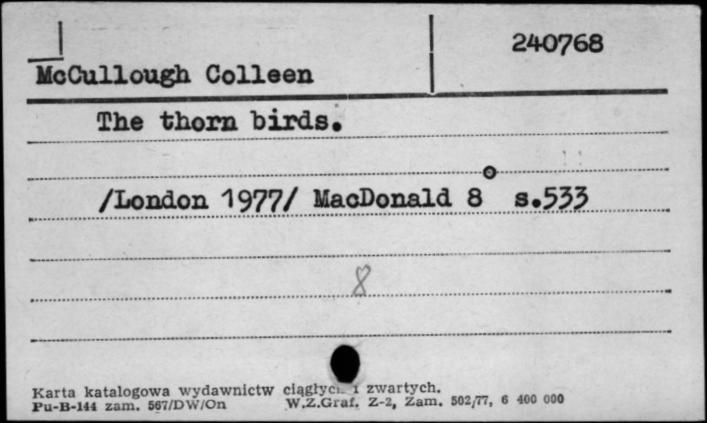 240768
McCullough Colleen
The thorn birds.
/London 1977/ MacDonald 8° s.533
8
Karta katalogowa wydawnictw ciągłych i zwartych.
Pu-B-144 zam. 567/DW/On W.Z.Graf. Z-2, Zam. 502/77, 6 400 000